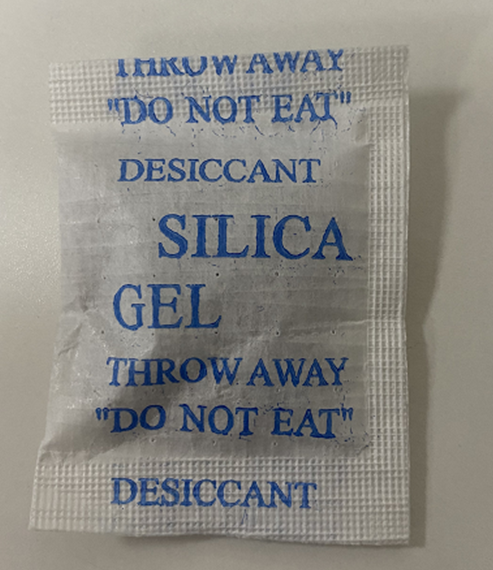 THROW AWAY
"DO NOT EAT"
DESICCANT
SILICA
GEL
THROW AWAY
"DO NOT EAT"
DESICCANT